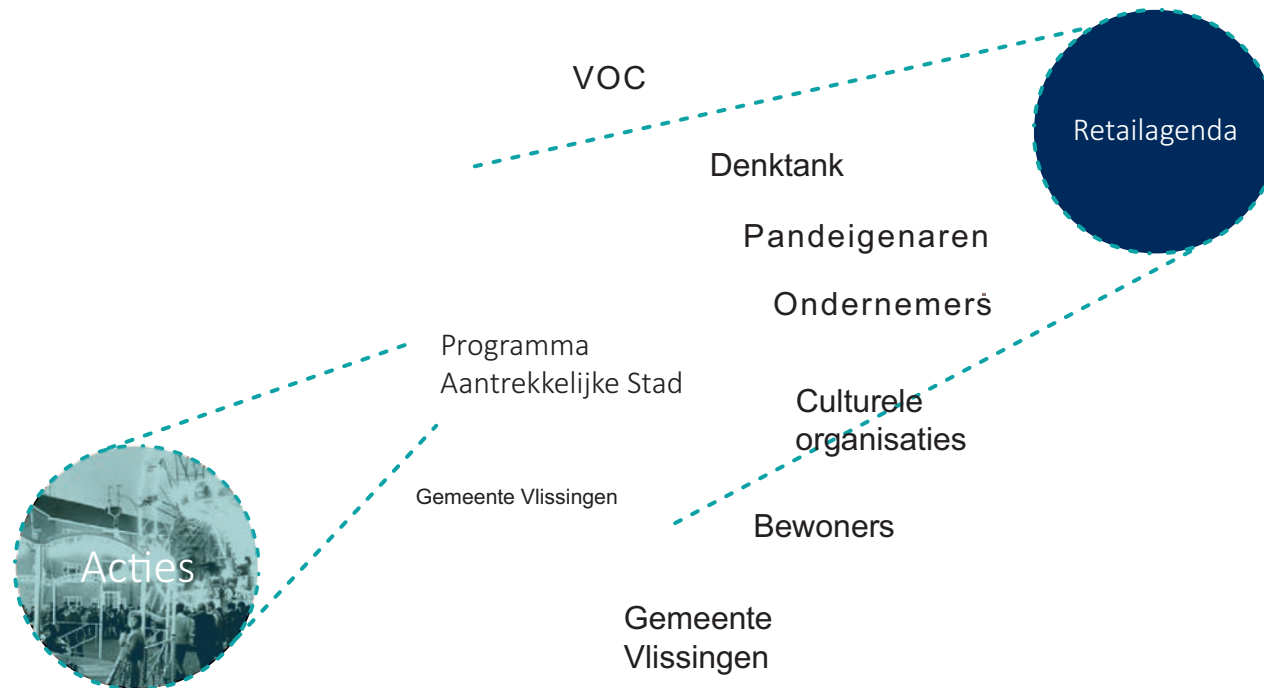 VOC
Retailagenda
Denktank
Pandeigenaren
Ondernemers
Programma
Aantrekkelijke Stad
Culturele
organisaties
Gemeente Vlissingen
Bewoners
Acties
Gemeente
Vlissingen